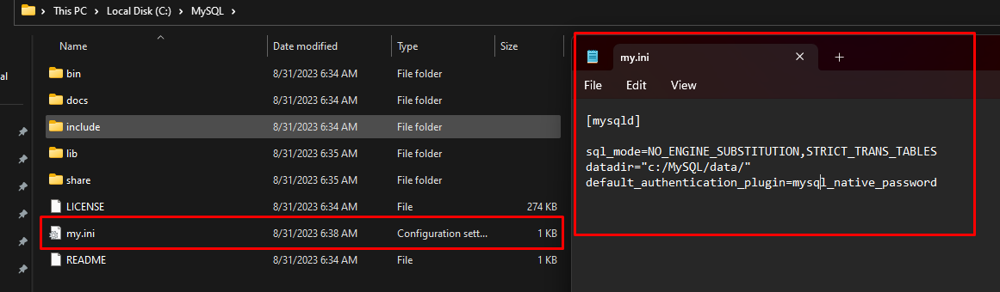 This PC > Local Disk (C:) > MySQL >
Name Date modified Type Size
bin 8/31/2023 6:34 AM File folder
docs 8/31/2023 6:34 AM File folder
include 8/31/2023 6:34 AM File folder
lib 8/31/2023 6:35 AM File folder
share 8/31/2023 6:35 AM File folder
LICENSE 8/31/2023 6:34 AM File 274 KB
my.ini 8/31/2023 6:38 AM Configuration sett... 1 KB
README 8/31/2023 6:34 AM File 1 KB
al
my.ini
File Edit View
[mysqld]
sql_mode=NO_ENGINE_SUBSTITUTION,STRICT_TRANS_TABLES
datadir="c:/MySQL/data/"
default_authentication_plugin=mysql_native_password